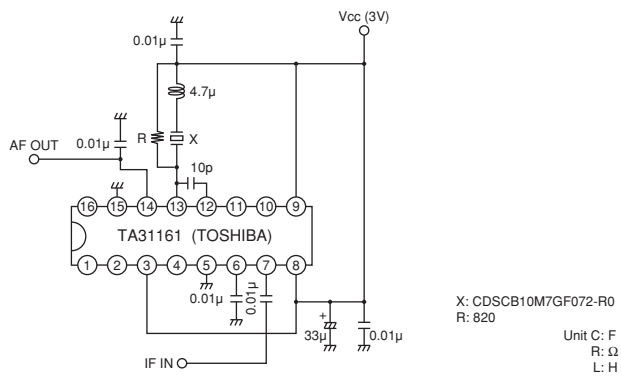 Vcc (3V)
0.01μ
4.7μ
R
X
AF OUT
0.01μ
10p
16 15 14 13 12 11 10 9
TA31161 (TOSHIBA)
1 2 3 4 5 6 7 8
0.01μ
0.01μ
+
33μ
0.01μ
IF IN
X: CDSCB10M7GF072-R0
R: 820
Unit C: F
R: Ω
L: H